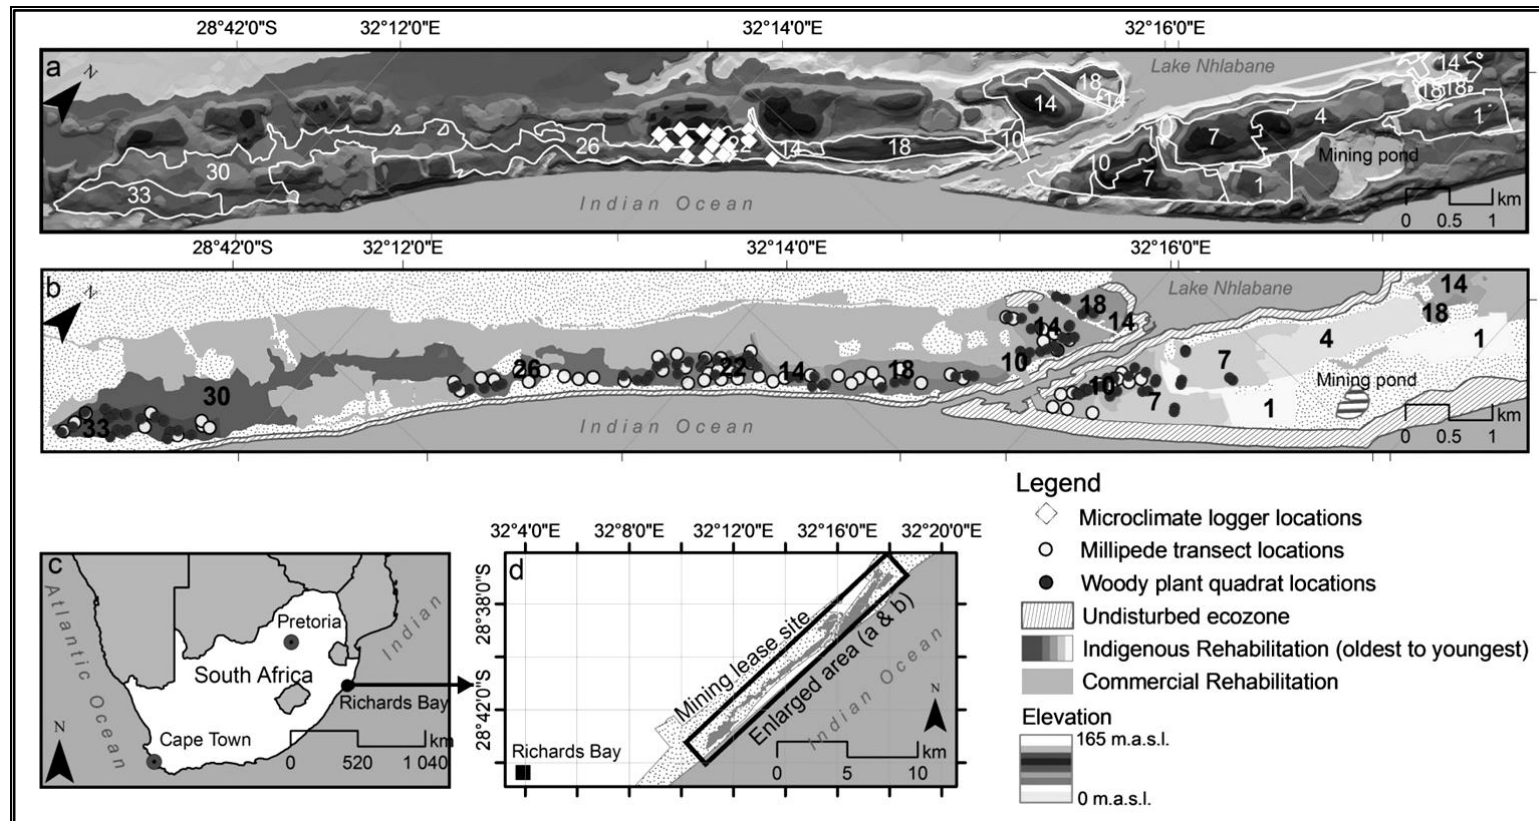 28°42'0"S 32°12'0"E 32°14'0"E 32°16'0"E
a
N
Lake Nhlabane
14
18
18
14
14
18 18
26
14
18
10
10
7
4
1
30
33
7
1
Mining pond
Indian Ocean
km
0 0.5 1
28°42'0"S 32°12'0"E 32°14'0"E 32°16'0"E
b
N
Lake Nhlabane
14
18
18
14
14
4
1
26
22
14
18
10
7
30
10
7
1
Mining pond
33
Indian Ocean
km
0 0.5 1
c
Atlantic Ocean
Indian
Pretoria
South Africa
Richards Bay
Cape Town
N
km
0 520 1 040
32°4'0"E 32°8'0"E 32°12'0"E 32°16'0"E 32°20'0"E
d
28°38'0"S
28°42'0"S
Mining lease site
Enlarged area (a & b)
Indian Ocean
N
Richards Bay
km
0 5 10
Legend
Microclimate logger locations
Millipede transect locations
Woody plant quadrat locations
Undisturbed ecozone
Indigenous Rehabilitation (oldest to youngest)
Commercial Rehabilitation
Elevation
165 m.a.s.l.
0 m.a.s.l.